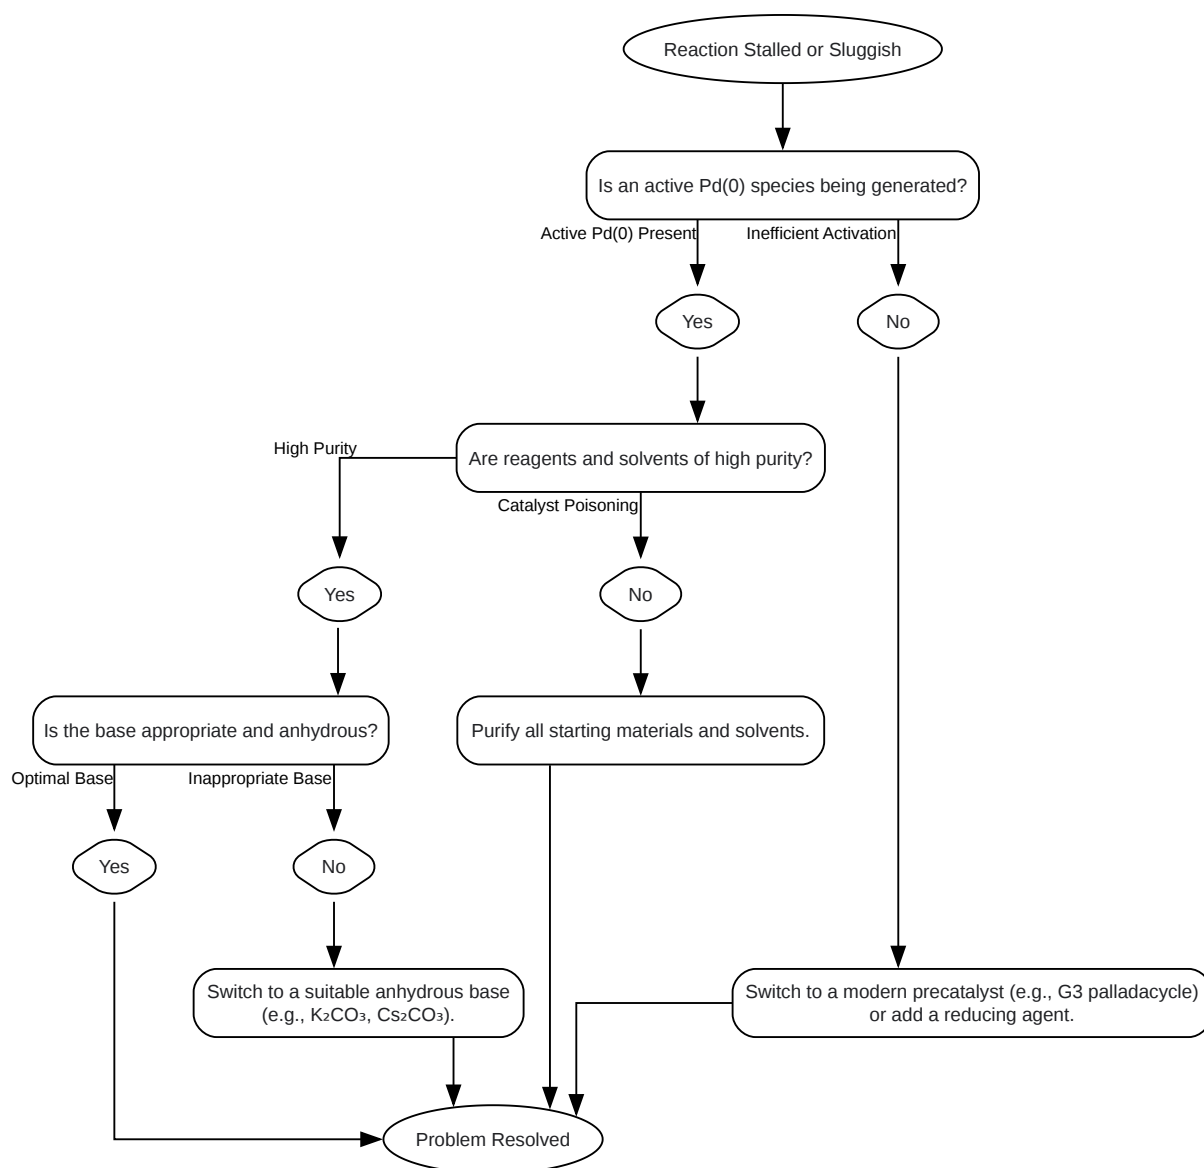 Reaction Stalled or Sluggish
Is an active Pd(0) species being generated?
Active Pd(0) Present
Inefficient Activation
Yes
No
High Purity
Are reagents and solvents of high purity?
Catalyst Poisoning
Yes
No
Is the base appropriate and anhydrous?
Purify all starting materials and solvents.
Optimal Base
Inappropriate Base
Yes
No
Switch to a suitable anhydrous base
(e.g., K₂CO₃, Cs₂CO₃).
Switch to a modern precatalyst (e.g., G3 palladacycle)
or add a reducing agent.
Problem Resolved